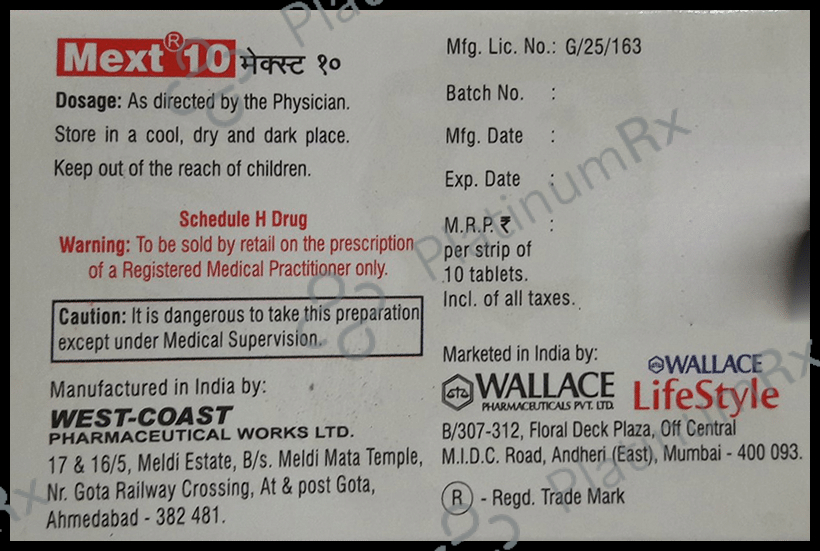 Mext® 10 मेक्स्ट १०
Dosage: As directed by the Physician.
Store in a cool, dry and dark place.
Keep out of the reach of children.
Schedule H Drug
Warning: To be sold by retail on the prescription
of a Registered Medical Practitioner only.
Caution: It is dangerous to take this preparation
except under Medical Supervision.
Manufactured in India by:
WEST-COAST
PHARMACEUTICAL WORKS LTD.
17 & 16/5, Meldi Estate, B/s. Meldi Mata Temple,
Nr. Gota Railway Crossing, At & post Gota,
Ahmedabad - 382 481.
Mfg. Lic. No.: G/25/163
Batch No. :
Mfg. Date :
Exp. Date :
M.R.P. ₹ :
per strip of
10 tablets.
Incl. of all taxes.
Marketed in India by:
WALLACE
PHARMACEUTICALS PVT. LTD.
WALLACE
LifeStyle
B/307-312, Floral Deck Plaza, Off Central
M.I.D.C. Road, Andheri (East), Mumbai - 400 093.
® - Regd. Trade Mark
PlatinumRx
PlatinumRx
PlatinumRx
Rx